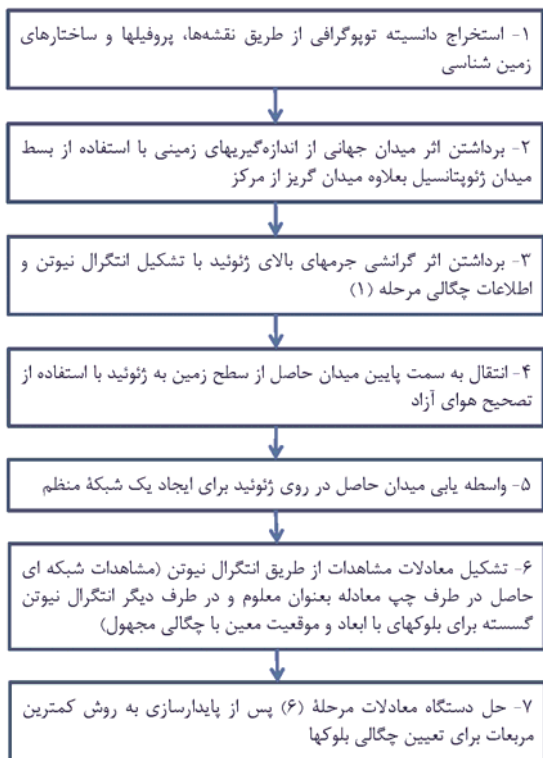 ۱- استخراج دانسیته توپوگرافی از طریق نقشه‌ها، پروفیلها و ساختارهای
زمین شناسی
۲- برداشتن اثر میدان جهانی از اندازه‌گیریهای زمینی با استفاده از بسط
میدان ژئوپتانسیل بعلاوه میدان گریز از مرکز
۳- برداشتن اثر گرانشی جرمهای بالای ژئوئید با تشکیل انتگرال نیوتن و
اطلاعات چگالی مرحله (۱)
۴- انتقال به سمت پایین میدان حاصل از سطح زمین به ژئوئید با استفاده از
تصحیح هوای آزاد
۵- واسطه یابی میدان حاصل در روی ژئوئید برای ایجاد یک شبکهٔ منظم
۶- تشکیل معادلات مشاهدات از طریق انتگرال نیوتن (مشاهدات شبکه ای
حاصل در طرف چپ معادله بعنوان معلوم و در طرف دیگر انتگرال نیوتن
گسسته برای بلوکهای با ابعاد و موقعیت معین با چگالی مجهول)
۷- حل دستگاه معادلات مرحلهٔ (۶) پس از پایدارسازی به روش کمترین
مربعات برای تعیین چگالی بلوکها